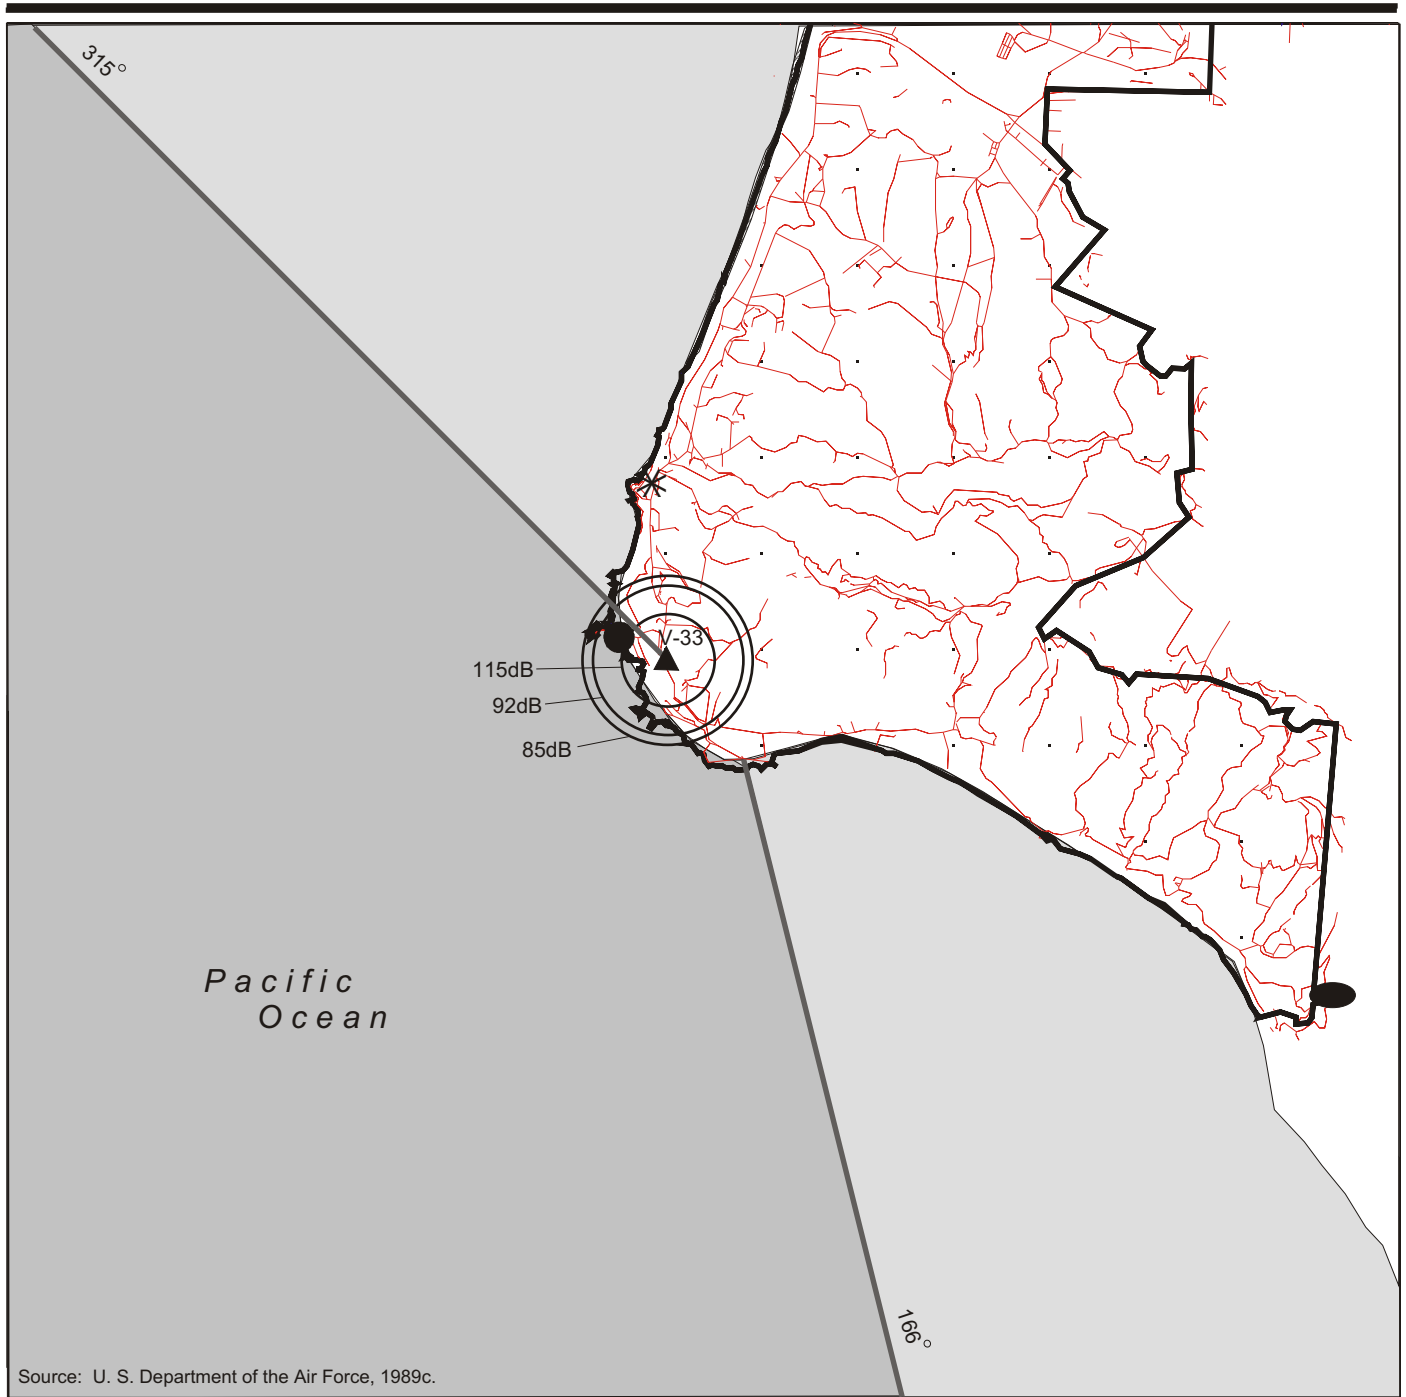 315°
V-33
115dB
92dB
85dB
Pacific
Ocean
166°
Source: U. S. Department of the Air Force, 1989c.